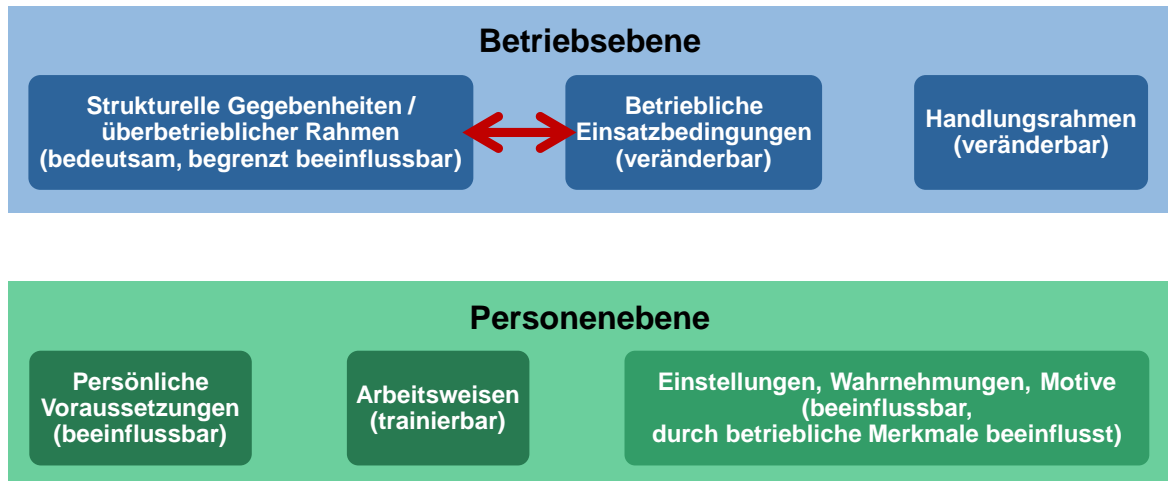 Betriebsebene
Strukturelle Gegebenheiten /
überbetrieblicher Rahmen
(bedeutsam, begrenzt beeinflussbar)
Betriebliche
Einsatzbedingungen
(veränderbar)
Handlungsrahmen
(veränderbar)
Personenebene
Persönliche
Voraussetzungen
(beeinflussbar)
Arbeitsweisen
(trainierbar)
Einstellungen, Wahrnehmungen, Motive
(beeinflussbar,
durch betriebliche Merkmale beeinflusst)